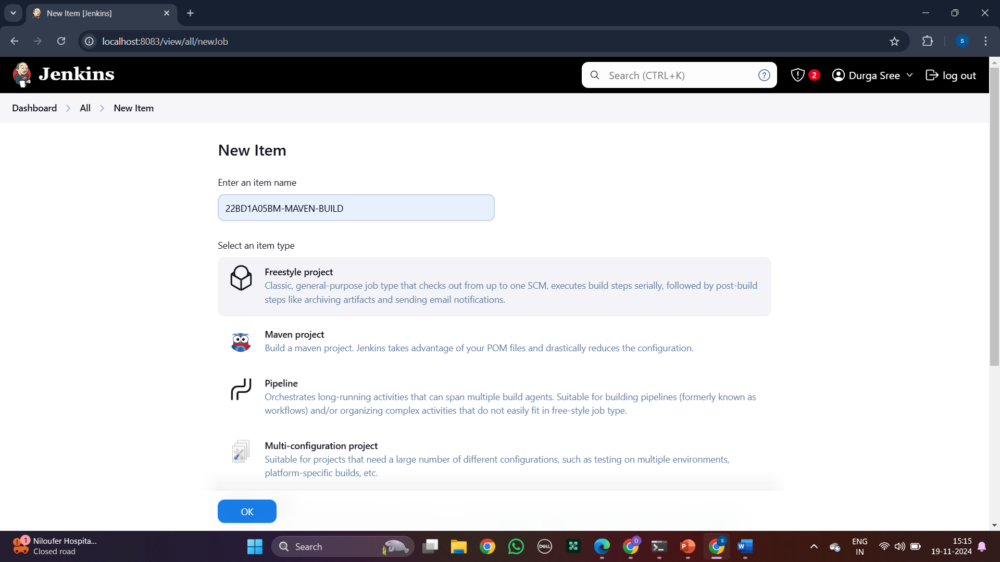 New Item [Jenkins]
localhost:8083/view/all/newJob
S
Jenkins
Search (CTRL+K)
?
2
Durga Sree
log out
Dashboard
All
New Item
New Item
Enter an item name
22BD1A05BM-MAVEN-BUILD
Select an item type
Freestyle project
Classic, general-purpose job type that checks out from up to one SCM, executes build steps serially, followed by post-build
steps like archiving artifacts and sending email notifications.
Maven project
Build a maven project. Jenkins takes advantage of your POM files and drastically reduces the configuration.
Pipeline
Orchestrates long-running activities that can span multiple build agents. Suitable for building pipelines (formerly known as
workflows) and/or organizing complex activities that do not easily fit in free-style job type.
Multi-configuration project
Suitable for projects that need a large number of different configurations, such as testing on multiple environments,
platform-specific builds, etc.
OK
1
Niloufer Hospita...
Closed road
Search
DELL
D
P
S
W
ENG
IN
15:15
19-11-2024